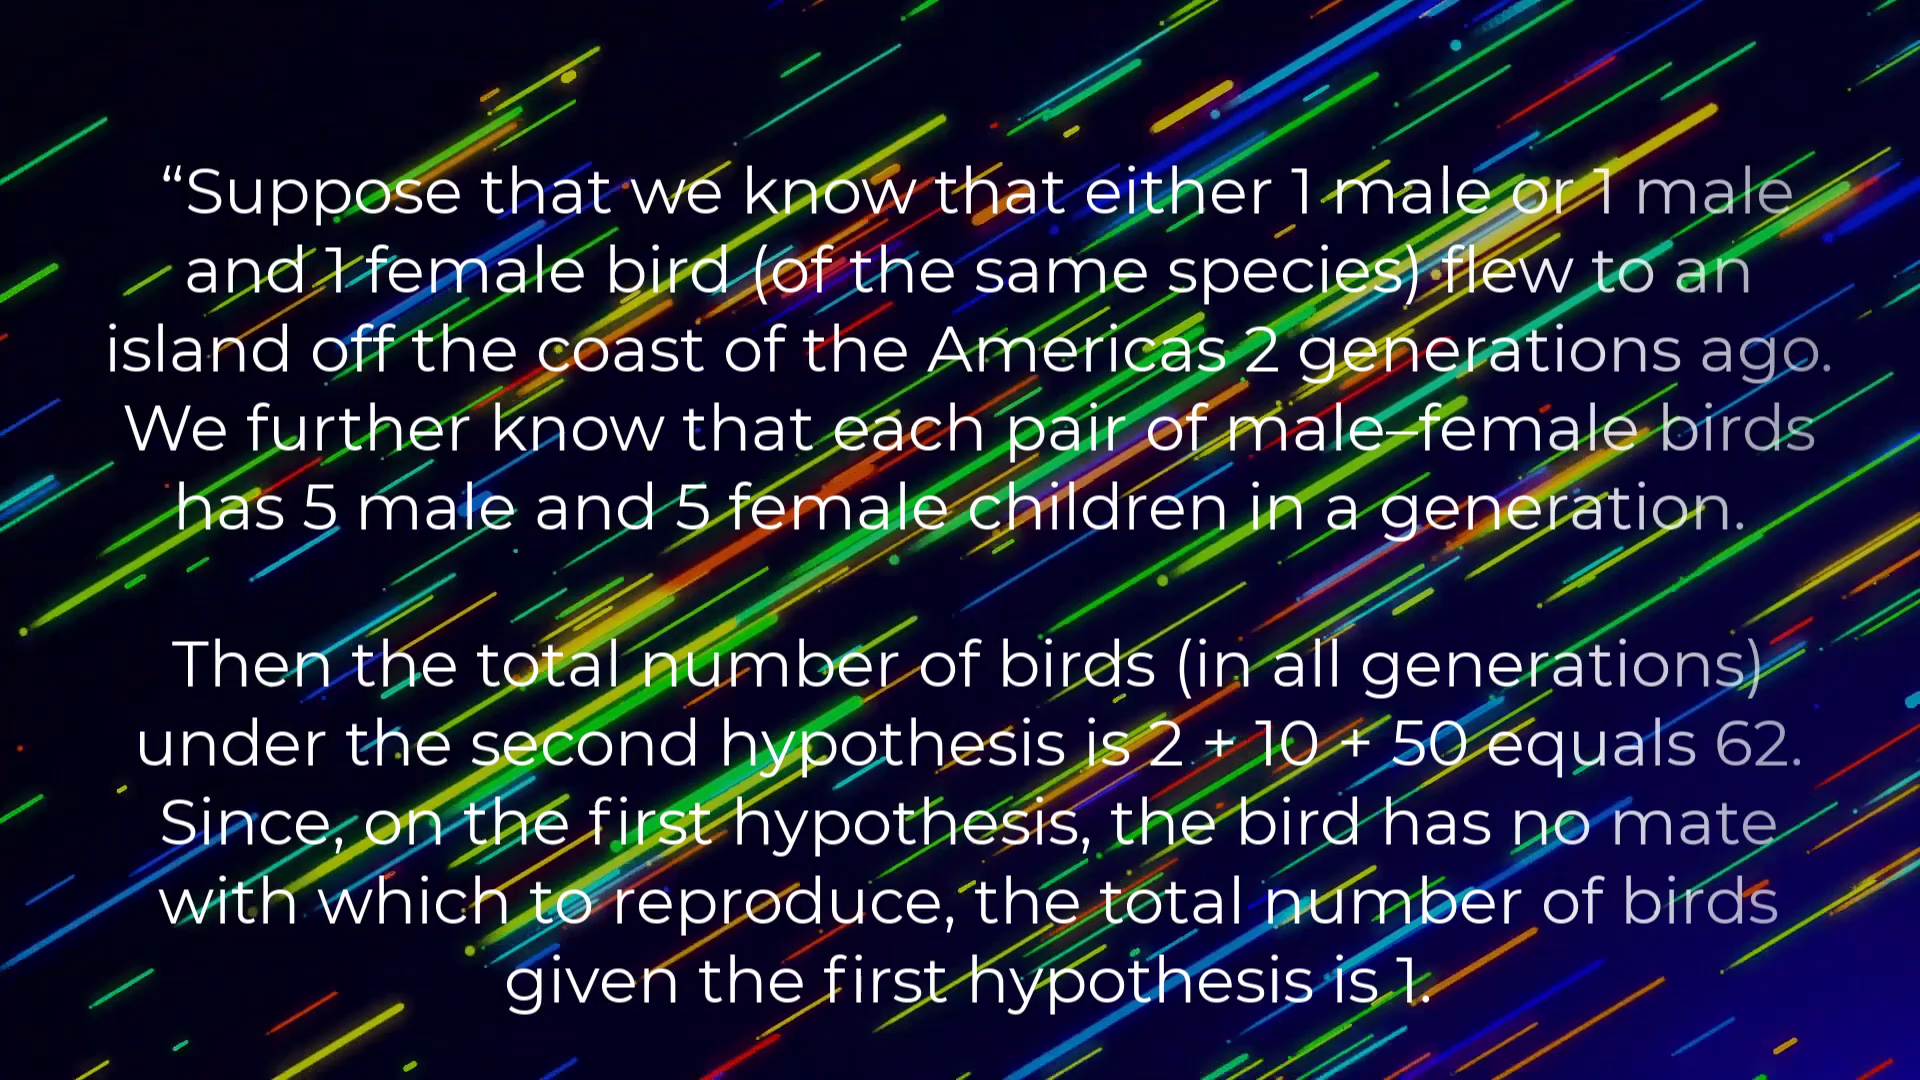 “Suppose that we know that either 1 male or 1 male
and 1 female bird (of the same species) flew to an
island off the coast of the Americas 2 generations ago.
We further know that each pair of male–female birds
has 5 male and 5 female children in a generation.
Then the total number of birds (in all generations)
under the second hypothesis is 2 + 10 + 50 equals 62.
Since, on the first hypothesis, the bird has no mate
with which to reproduce, the total number of birds
given the first hypothesis is 1.